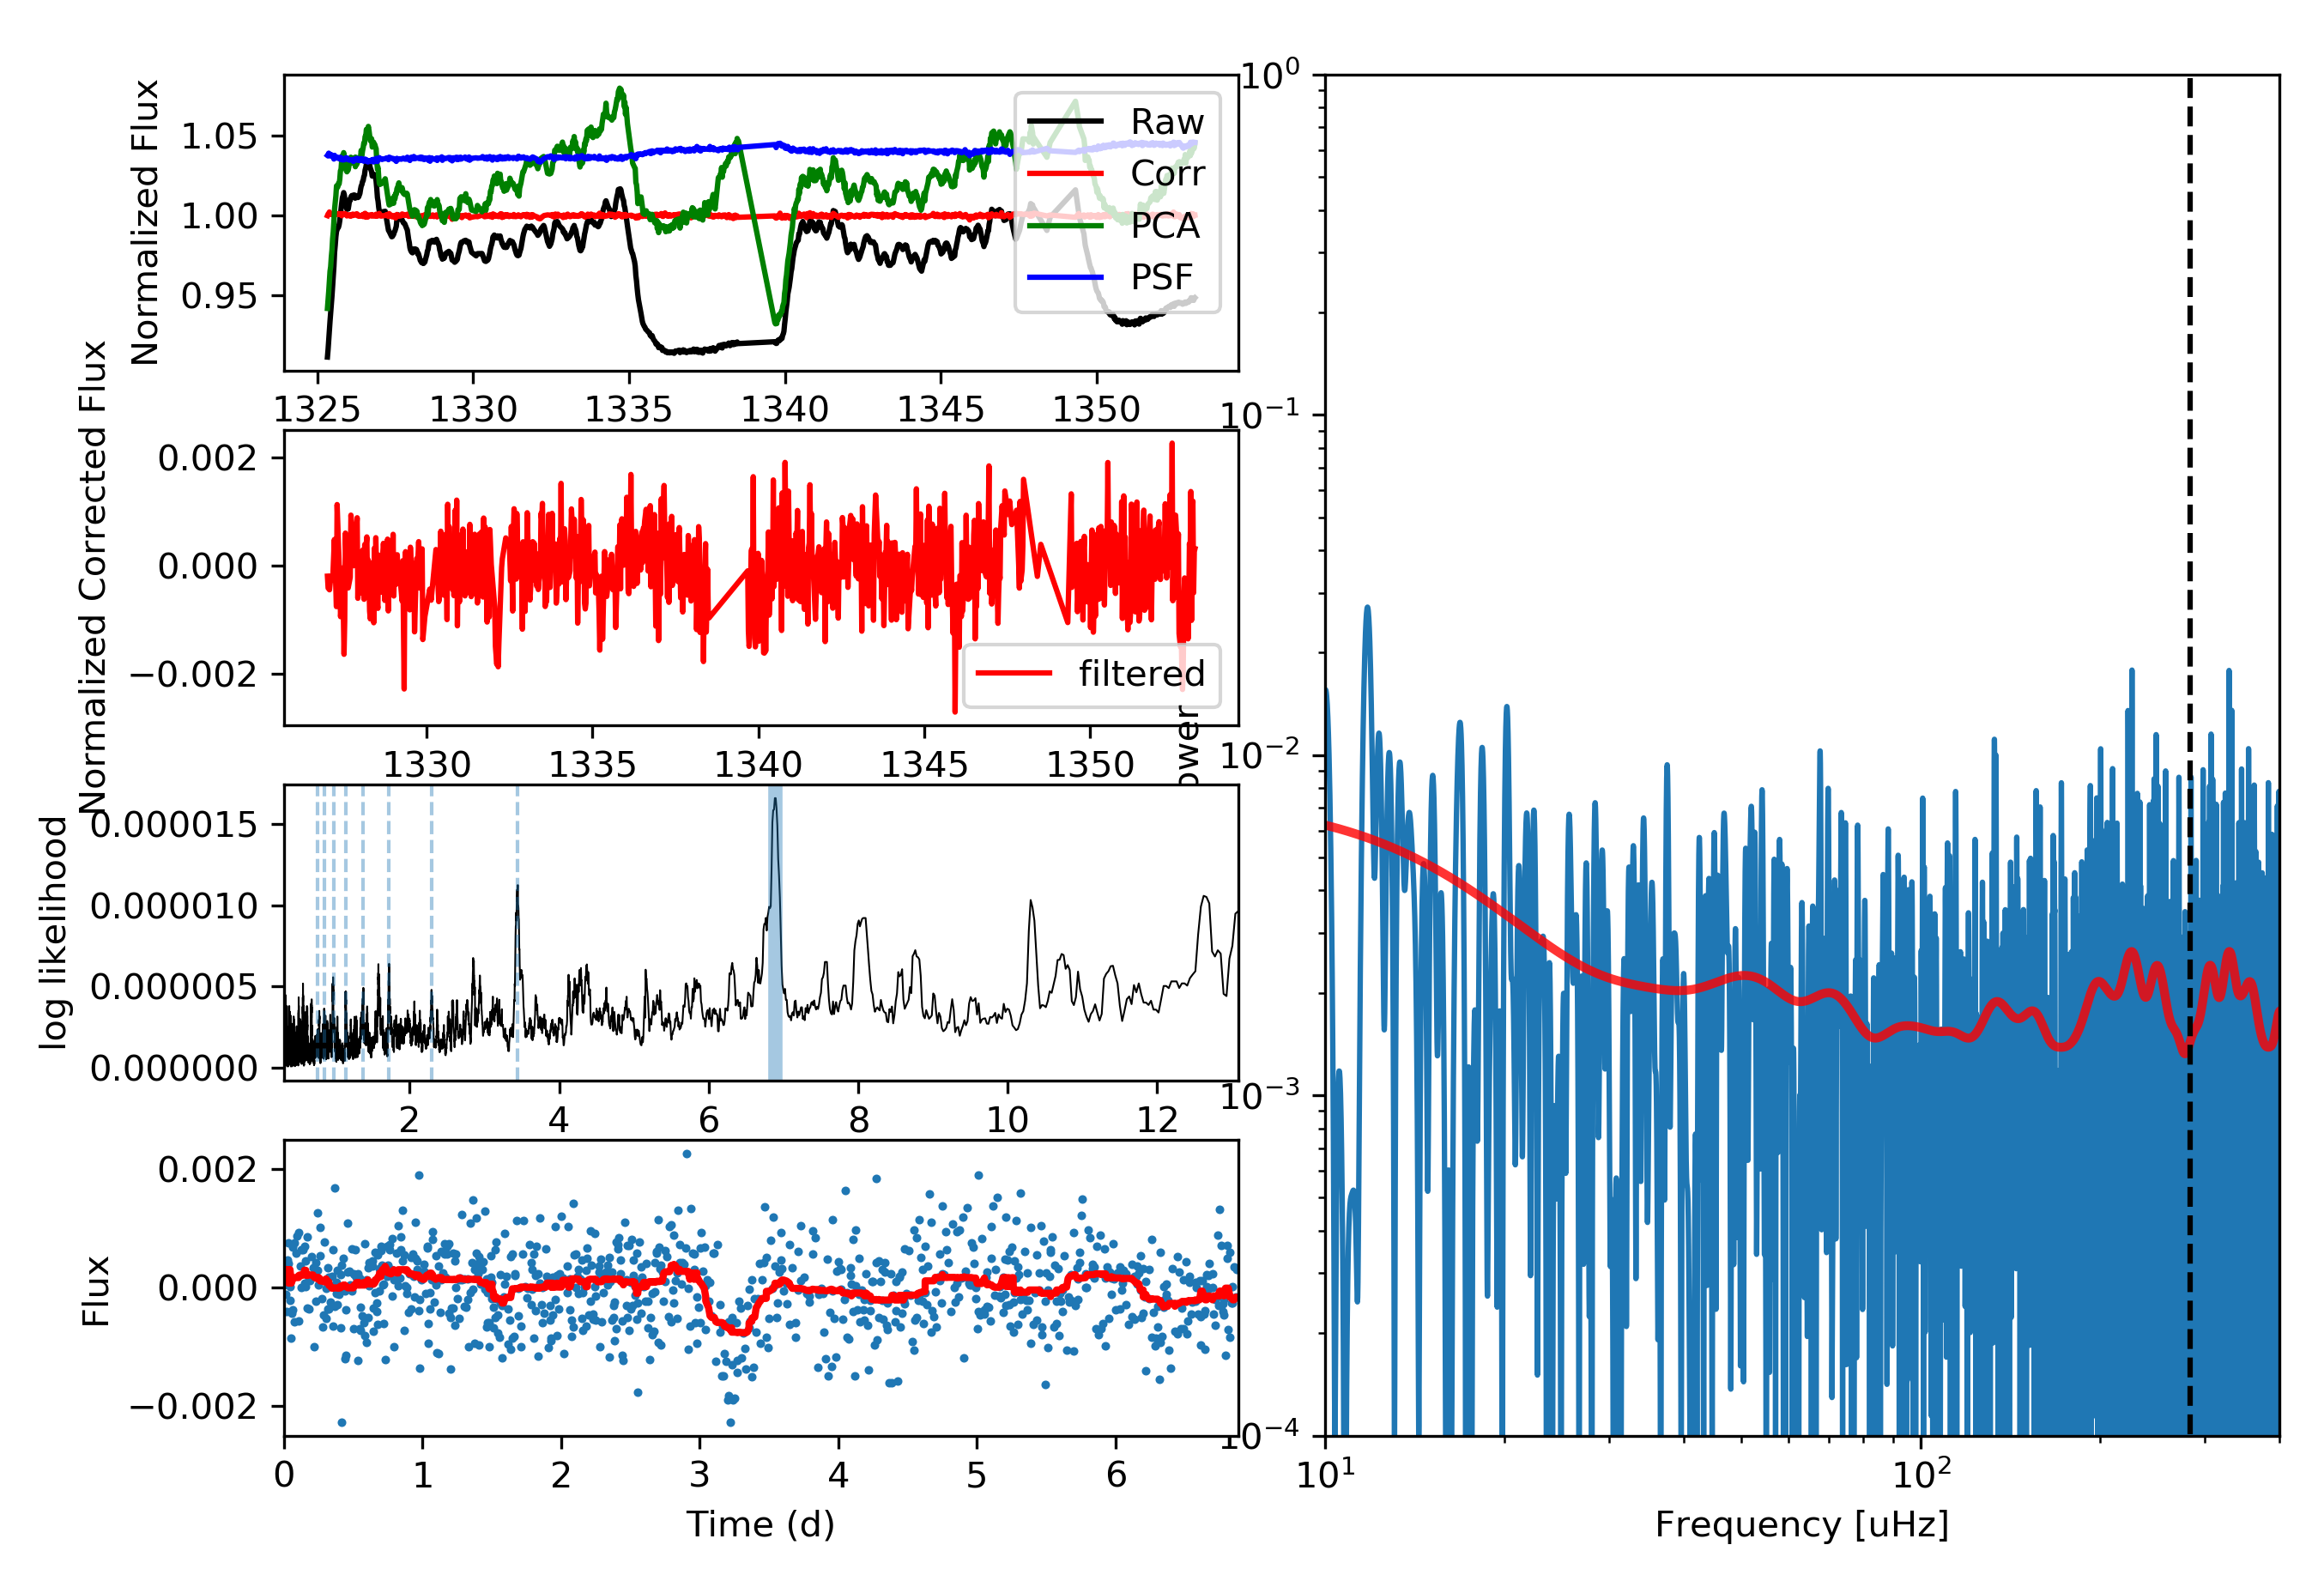 Normalized Flux
1.05
1.00
0.95
Raw
Corr
PCA
PSF
1325 1330 1335 1340 1345 1350
Normalized Corrected Flux
0.002
0.000
−0.002
filtered
1330 1335 1340 1345 1350
log likelihood
0.000015
0.000010
0.000005
0.000000
2 4 6 8 10 12
Flux
0.002
0.000
−0.002
0 1 2 3 4 5 6
Time (d)
ower
10⁰
10⁻¹
10⁻²
10⁻³
10⁻⁴
10¹ 10²
Frequency [uHz]